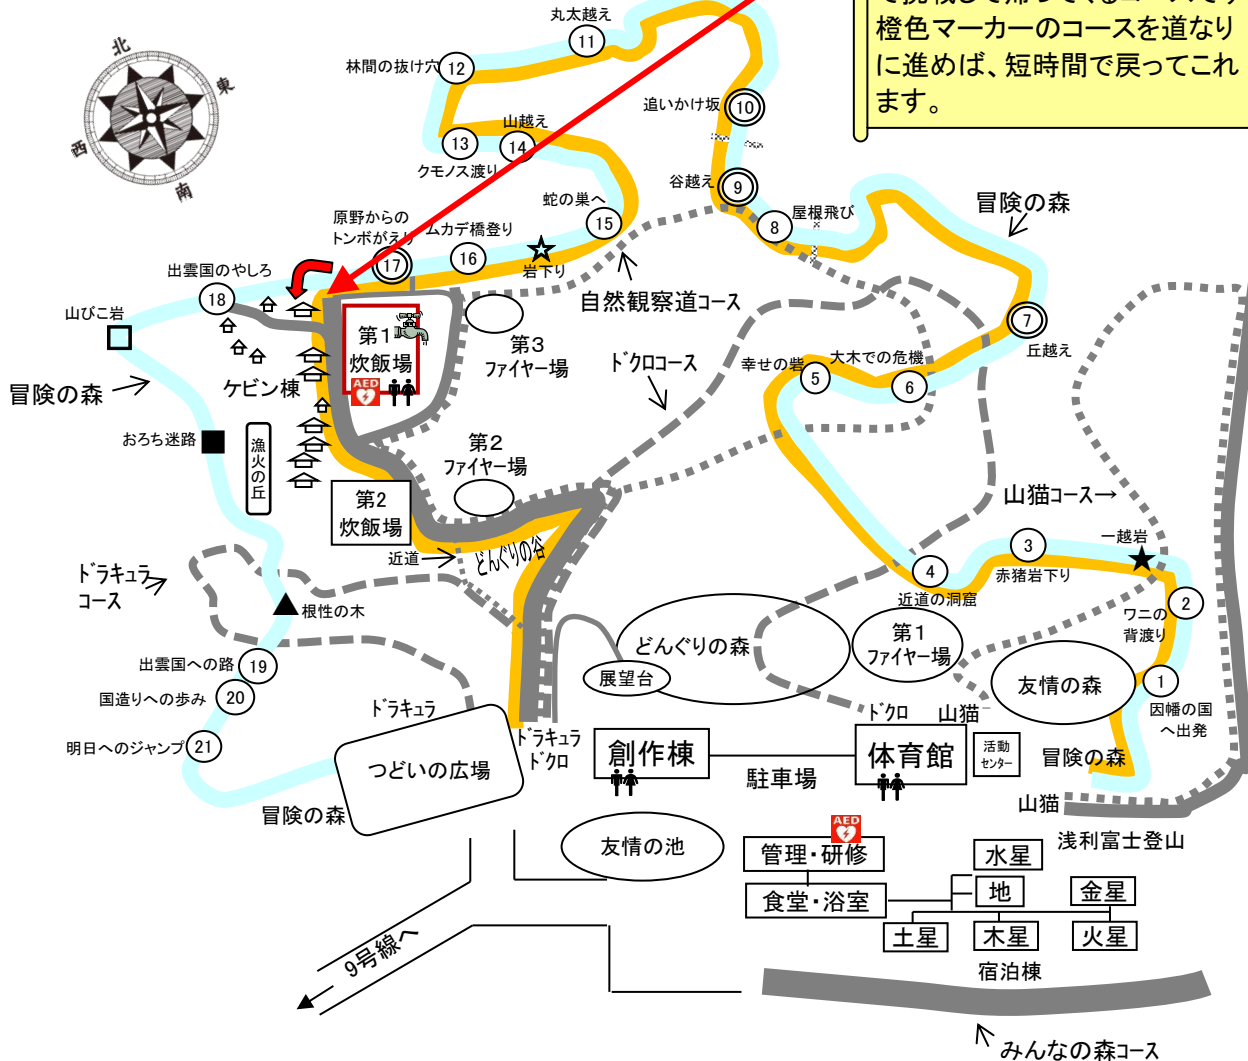 で挑戦して帰ってくるコースです
橙色マーカーのコースを道なり
に進めば、短時間で戻ってこれ
ます。
北
東
西
南
丸太越え
11
林間の抜け穴
12
追いかけ坂
10
山越え
13
14
クモノス渡り
谷越え
9
蛇の巣へ
15
屋根飛び
8
冒険の森
原野からの
トンボがえり
17
ムカデ橋登り
16
岩下り
自然観察道コース
出雲国のやしろ
18
山びこ岩
第1
炊飯場
AED
第3
ファイヤー場
ケビン棟
冒険の森
ドクロコース
7
丘越え
幸せの砦
5
大木での危機
6
おろち迷路
漁火の丘
第2
ファイヤー場
第2
炊飯場
近道
どんぐりの谷
山猫コース→
一越岩
3
赤猪岩下り
4
近道の洞窟
2
ワニの
背渡り
ドラキュラ
コース
根性の木
出雲国への路
19
国造りへの歩み
20
明日へのジャンプ
21
どんぐりの森
展望台
第1
ファイヤー場
友情の森
1
因幡の国
へ出発
ドラキュラ
つどいの広場
冒険の森
ドラキュラ
ドクロ
創作棟
駐車場
ドクロ
山猫
体育館
活動
センター
冒険の森
山猫
浅利富士登山
友情の池
AED
管理・研修
食堂・浴室
水星
地
金星
土星
木星
火星
宿泊棟
9号線へ
みんなの森コース